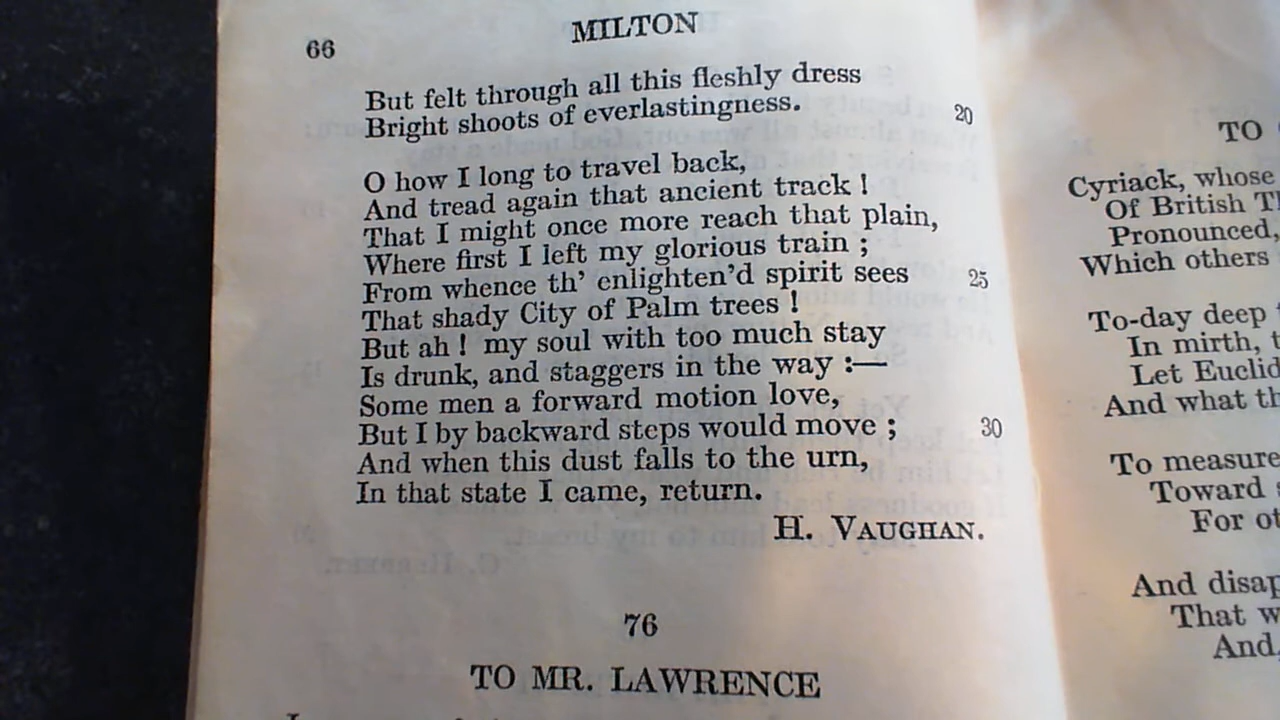 66
MILTON
But felt through all this fleshly dress
Bright shoots of everlastingness.
20
O how I long to travel back,
And tread again that ancient track !
That I might once more reach that plain,
Where first I left my glorious train ;
From whence th' enlighten'd spirit sees
25
That shady City of Palm trees !
But ah ! my soul with too much stay
Is drunk, and staggers in the way :—
Some men a forward motion love,
But I by backward steps would move ;
30
And when this dust falls to the urn,
In that state I came, return.
H. VAUGHAN.
76
TO MR. LAWRENCE
TO
Cyriack, whose
Of British
Pronounced,
Which others
To-day deep
In mirth,
Let Euclid
And what
To measure
Toward
For
And
That
And,